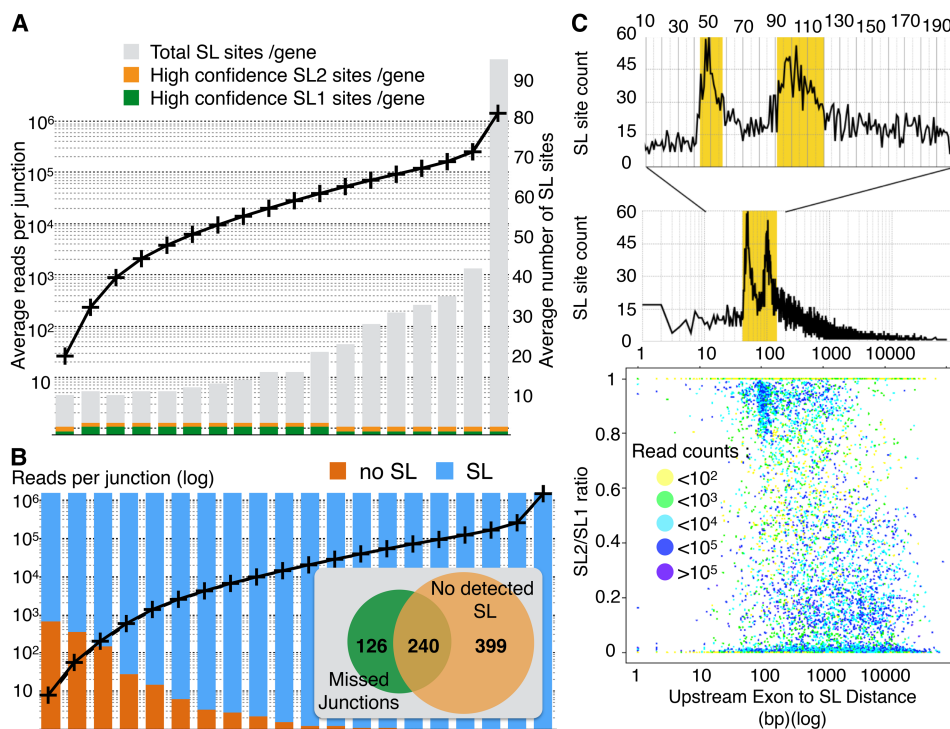 A
Total SL sites /gene
High confidence SL2 sites /gene
High confidence SL1 sites /gene
Average reads per junction
10⁶
10⁵
10⁴
10³
10²
10
90
80
70
60
50
40
30
20
10
Average number of SL sites
B
Reads per junction (log)
no SL
SL
10⁶
10⁵
10⁴
10³
10²
10
No detected
SL
126
240
399
Missed
Junctions
C
10 30 50 70 90 110 130 150 170 190
SL site count
60
45
30
15
0
SL site count
60
45
30
15
0
1 10 100 1000 10000
SL2/SL1 ratio
1
0.8
0.6
0.4
0.2
0
Read counts :
<10²
<10³
<10⁴
<10⁵
>10⁵
1 10 100 1000 10000
Upstream Exon to SL Distance
(bp)(log)